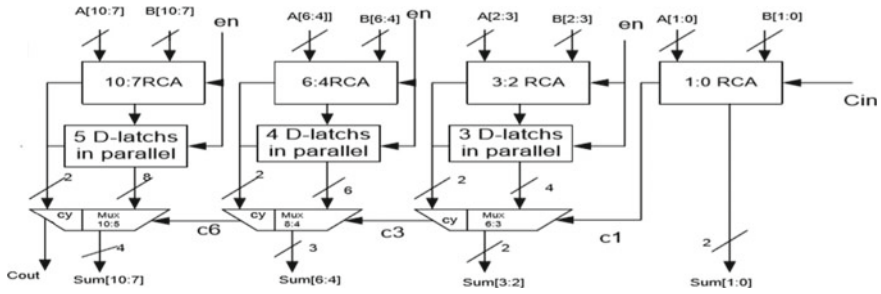 A[10:7] B[10:7] en A[6:4]] B[6:4] en A[2:3] B[2:3] en A[1:0] B[1:0]
10:7RCA 6:4RCA 3:2 RCA 1:0 RCA
Cin
5 D-latchs in parallel
4 D-latchs in parallel
3 D-latchs in parallel
2 8 2 6 2 4
cy Mux 10:5 c6 cy Mux 8:4 c3 cy Mux 6:3 c1
4 3 2 2
Cout Sum[10:7] Sum[6:4] Sum[3:2] Sum[1:0]